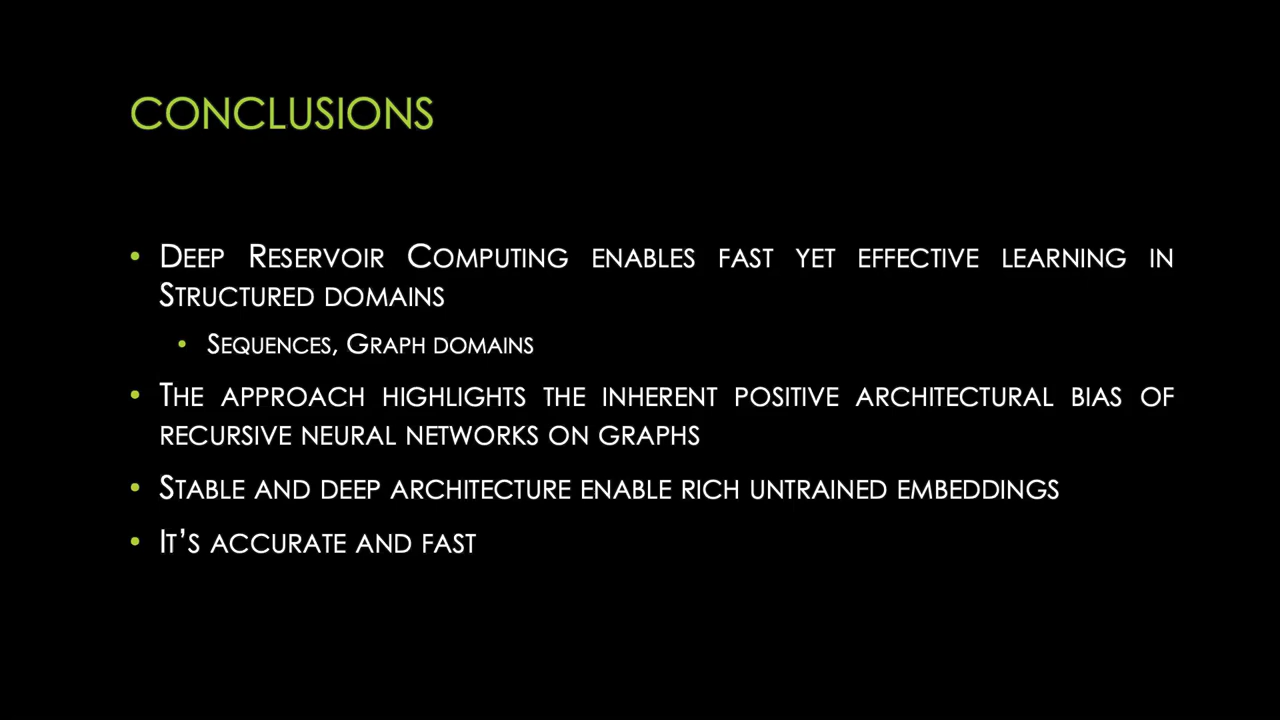 CONCLUSIONS
• Deep Reservoir Computing enables fast yet effective learning in
Structured domains
• Sequences, Graph domains
• The approach highlights the inherent positive architectural bias of
recursive neural networks on graphs
• Stable and deep architecture enable rich untrained embeddings
• It’s accurate and fast